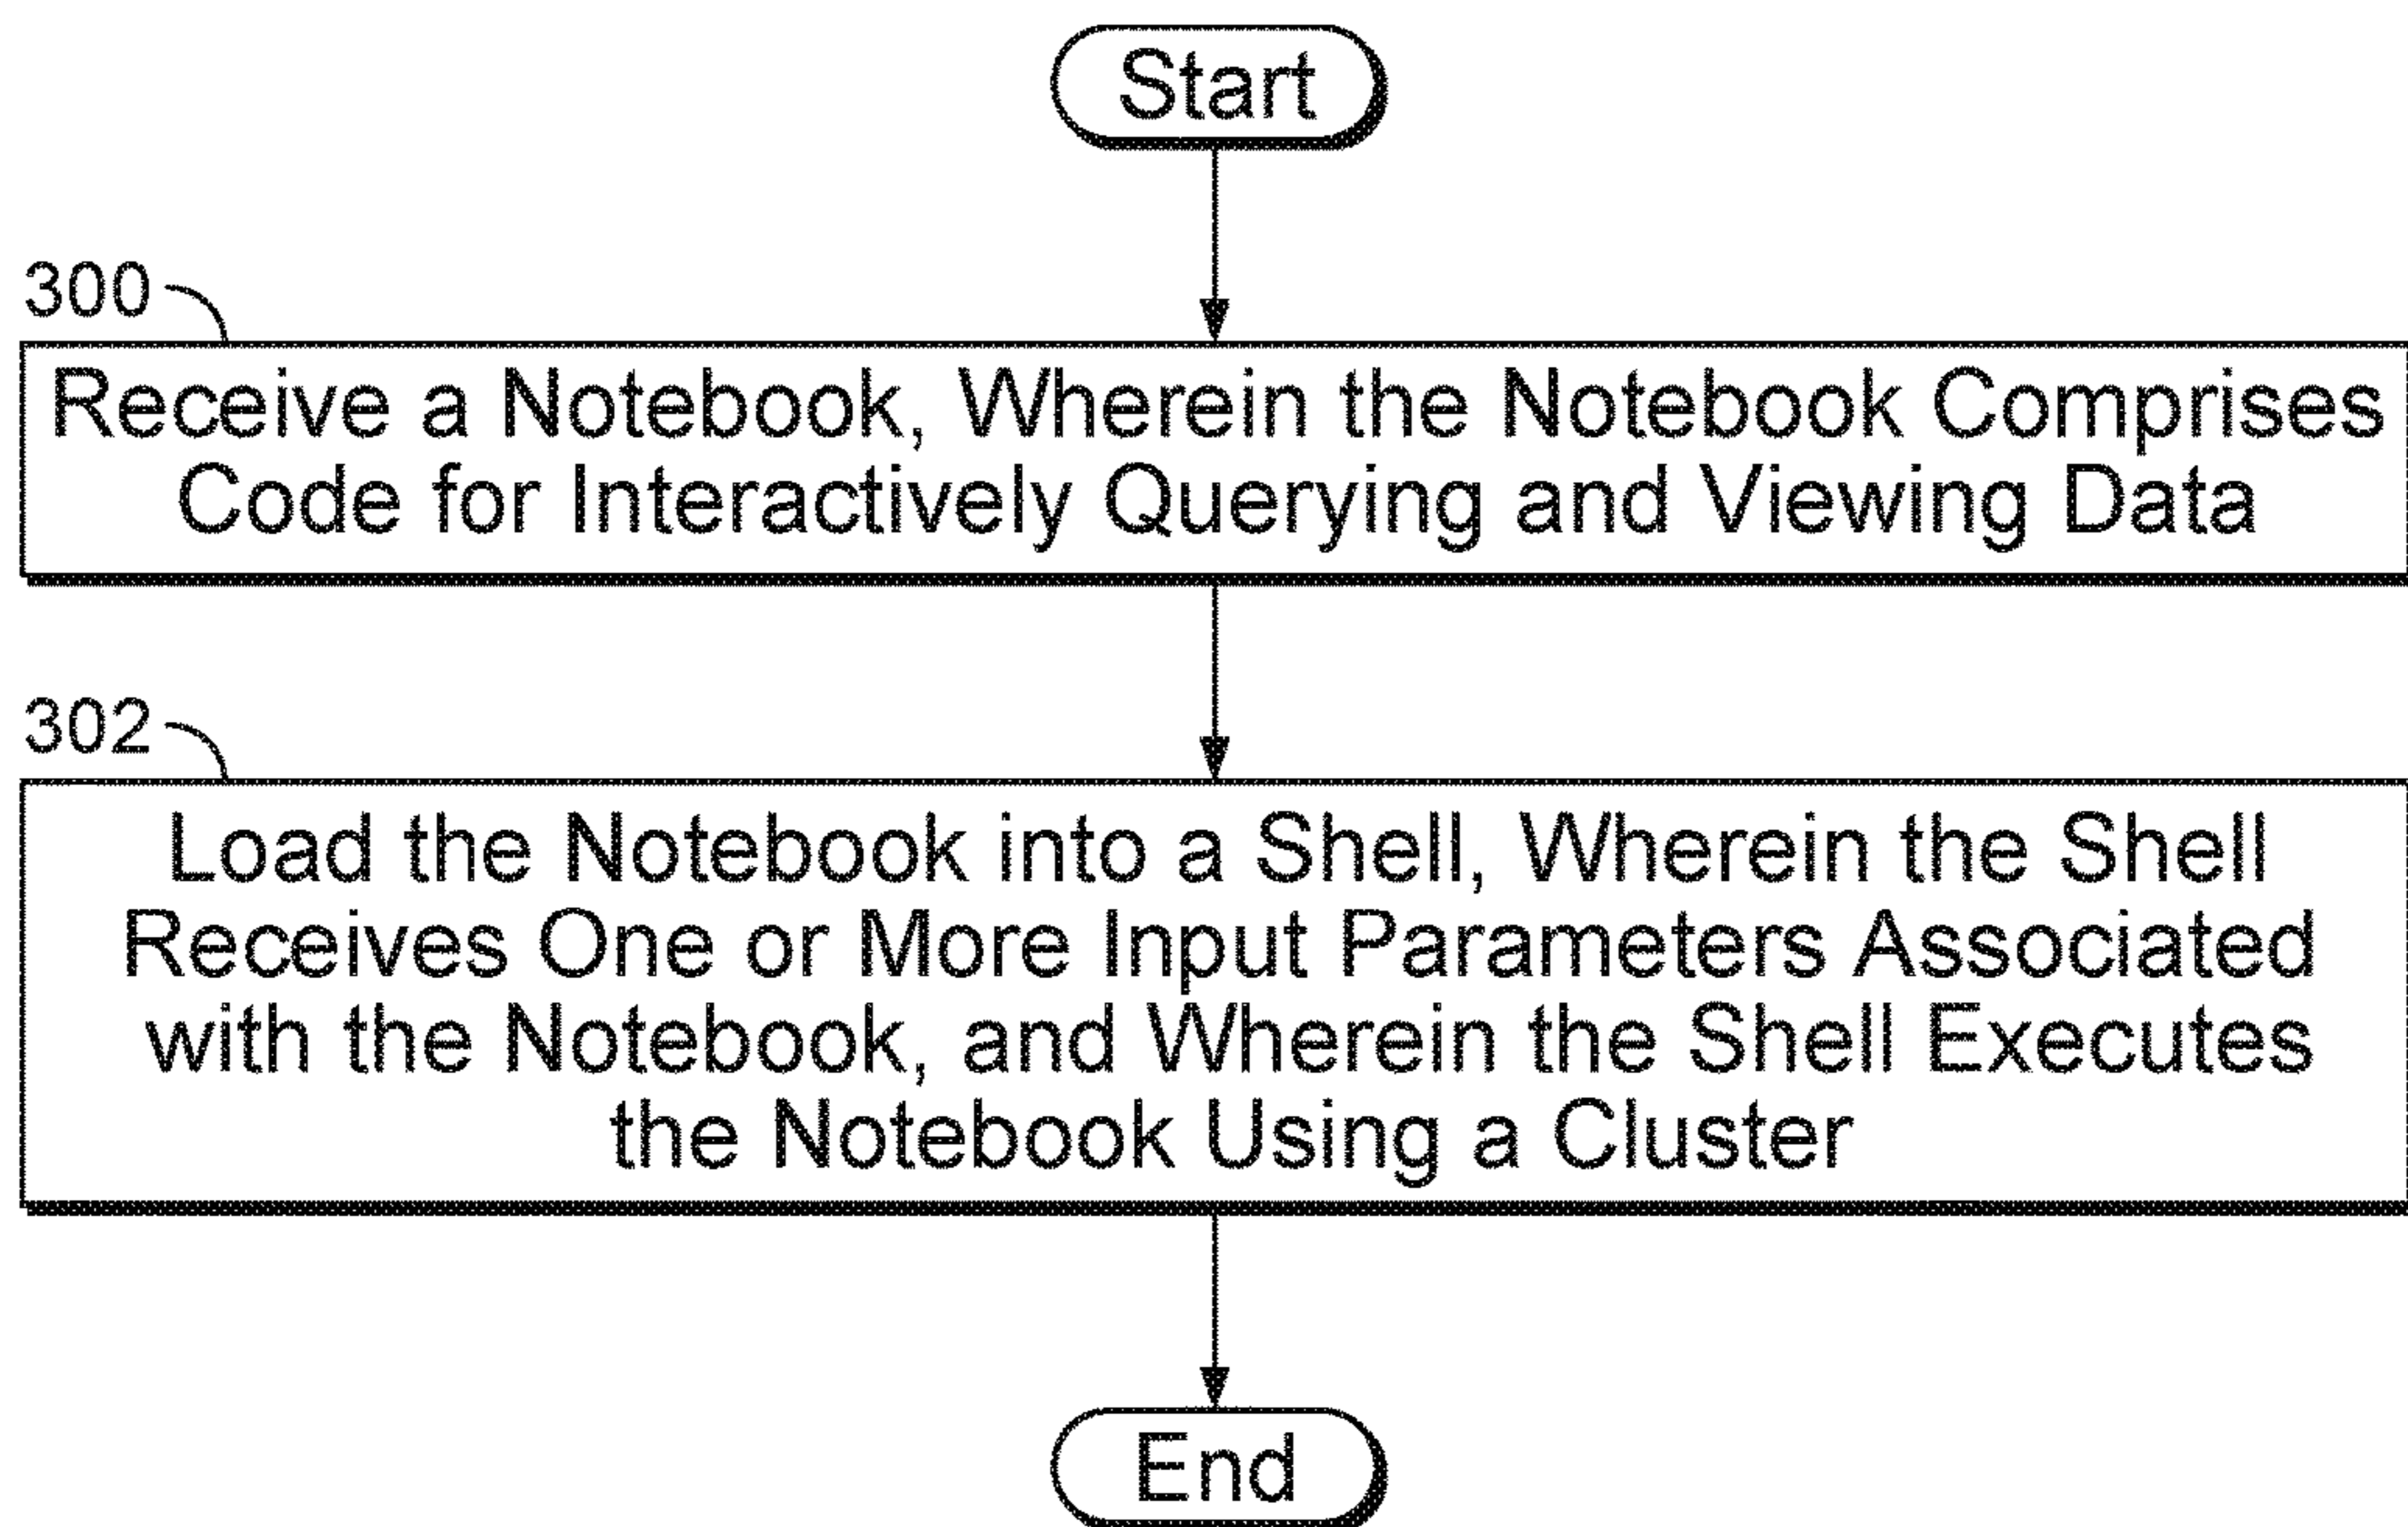 Start
300
Receive a Notebook, Wherein the Notebook Comprises
Code for Interactively Querying and Viewing Data
302
Load the Notebook into a Shell, Wherein the Shell
Receives One or More Input Parameters Associated
with the Notebook, and Wherein the Shell Executes
the Notebook Using a Cluster
End